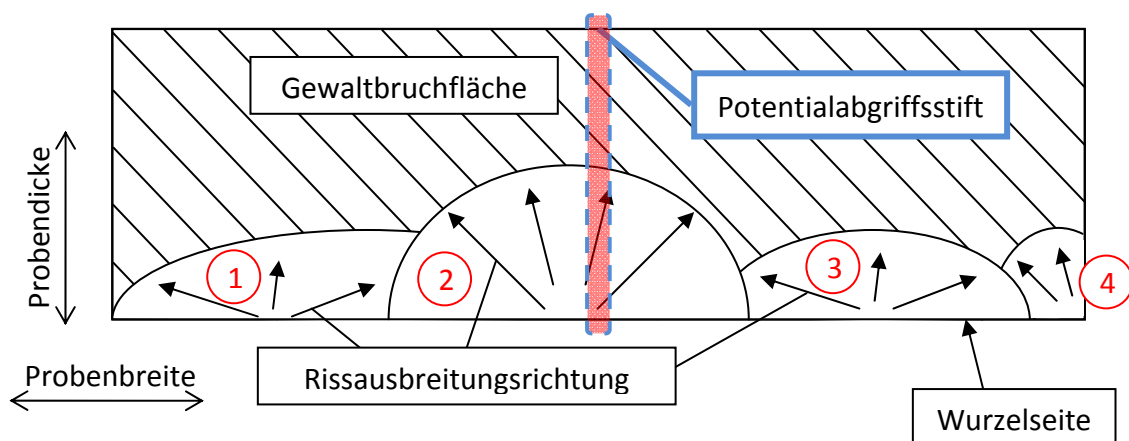 Gewaltbruchfläche
Potentialabgriffsstift
Probendicke
1
2
3
4
Probenbreite
Rissausbreitungsrichtung
Wurzelseite